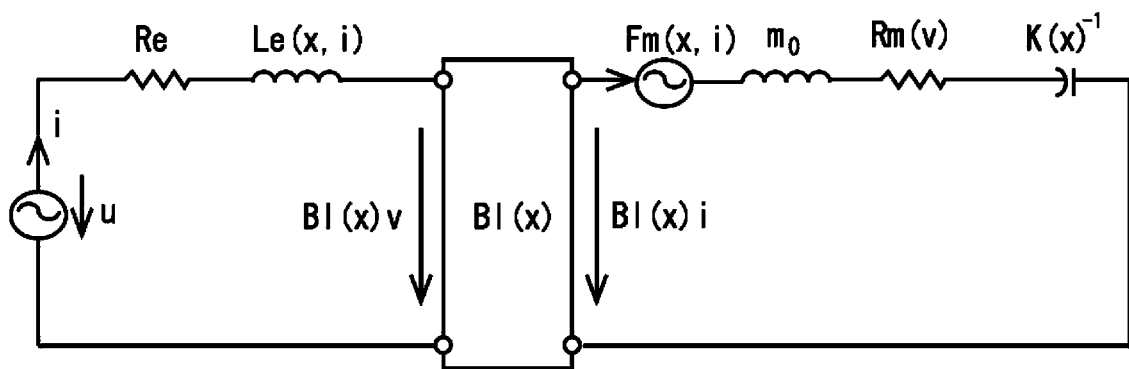 Re
Le(x, i)
Fm(x, i)
m₀
Rm(v)
K(x)⁻¹
i
u
Bl(x)v
Bl(x)
Bl(x)i